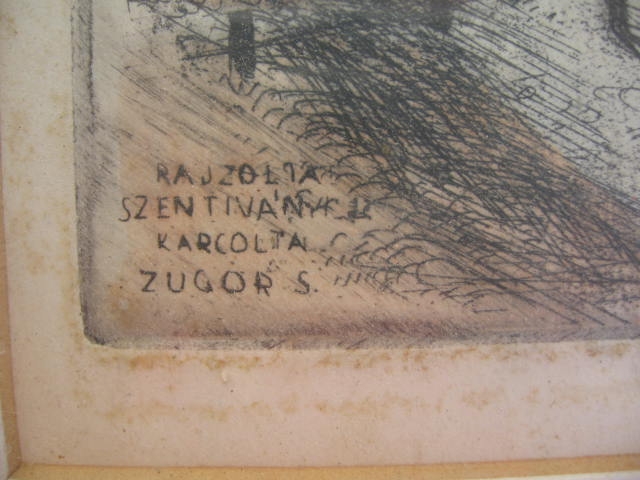 RAJZOLTA
SZENTIVÁNYI L
KARCOLTA
ZUGOR S.